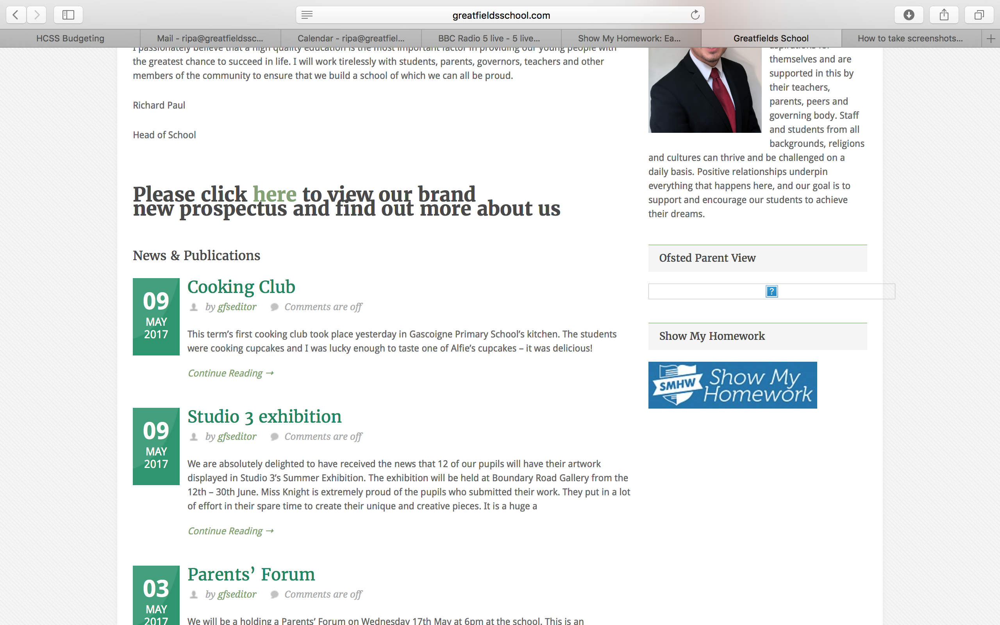 greatfieldsschool.com
HCSS Budgeting
Mail - ripa@greatfieldssc...
Calendar - ripa@greatfiel...
BBC Radio 5 live - 5 live...
Show My Homework: Ea...
Greatfields School
How to take screenshots...
I passionately believe that a high quality education is the most important factor in providing our young people with
the greatest chance to succeed in life. I will work tirelessly with students, parents, governors, teachers and other
members of the community to ensure that we build a school of which we can all be proud.
Richard Paul
Head of School
Please click here to view our brand
new prospectus and find out more about us
News & Publications
09
MAY
2017
Cooking Club
by gfseditor
Comments are off
This term’s first cooking club took place yesterday in Gascoigne Primary School’s kitchen. The students
were cooking cupcakes and I was lucky enough to taste one of Alfie’s cupcakes – it was delicious!
Continue Reading →
09
MAY
2017
Studio 3 exhibition
by gfseditor
Comments are off
We are absolutely delighted to have received the news that 12 of our pupils will have their artwork
displayed in Studio 3’s Summer Exhibition. The exhibition will be held at Boundary Road Gallery from the
12th – 30th June. Miss Knight is extremely proud of the pupils who submitted their work. They put in a lot
of effort in their spare time to create their unique and creative pieces. It is a huge a
Continue Reading →
03
MAY
2017
Parents’ Forum
by gfseditor
Comments are off
We will be a holding a Parents’ Forum on Wednesday 17th May at 6pm at the school. This is an
aspirations for
themselves and are
supported in this by
their teachers,
parents, peers and
governing body. Staff
and students from all
backgrounds, religions
and cultures can thrive and be challenged on a
daily basis. Positive relationships underpin
everything that happens here, and our goal is to
support and encourage our students to achieve
their dreams.
Ofsted Parent View
?
Show My Homework
SMHW
Show My
Homework